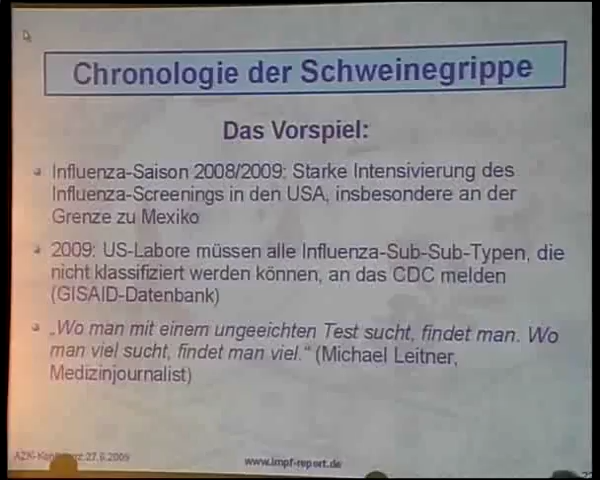 Chronologie der Schweinegrippe
Das Vorspiel:
Influenza-Saison 2008/2009: Starke Intensivierung des
Influenza-Screenings in den USA, insbesondere an der
Grenze zu Mexiko
2009: US-Labore müssen alle Influenza-Sub-Sub-Typen, die
nicht klassifiziert werden können, an das CDC melden
(GISAID-Datenbank)
„Wo man mit einem ungeeichten Test sucht, findet man. Wo
man viel sucht, findet man viel.“ (Michael Leitner,
Medizinjournalist)
27.6.2009
www.impf-report.de